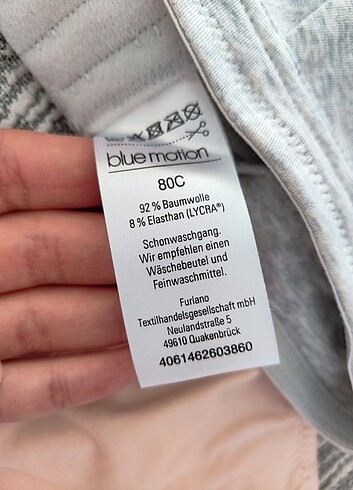 blue motion
80C
92 % Baumwolle
8 % Elasthan (LYCRA®)
Schonwaschgang.
Wir empfehlen einen
Wäschebeutel und
Feinwaschmittel.
Furlano
Textilhandelsgesellschaft mbH
Neulandstraße 5
49610 Quakenbrück
4061462603860